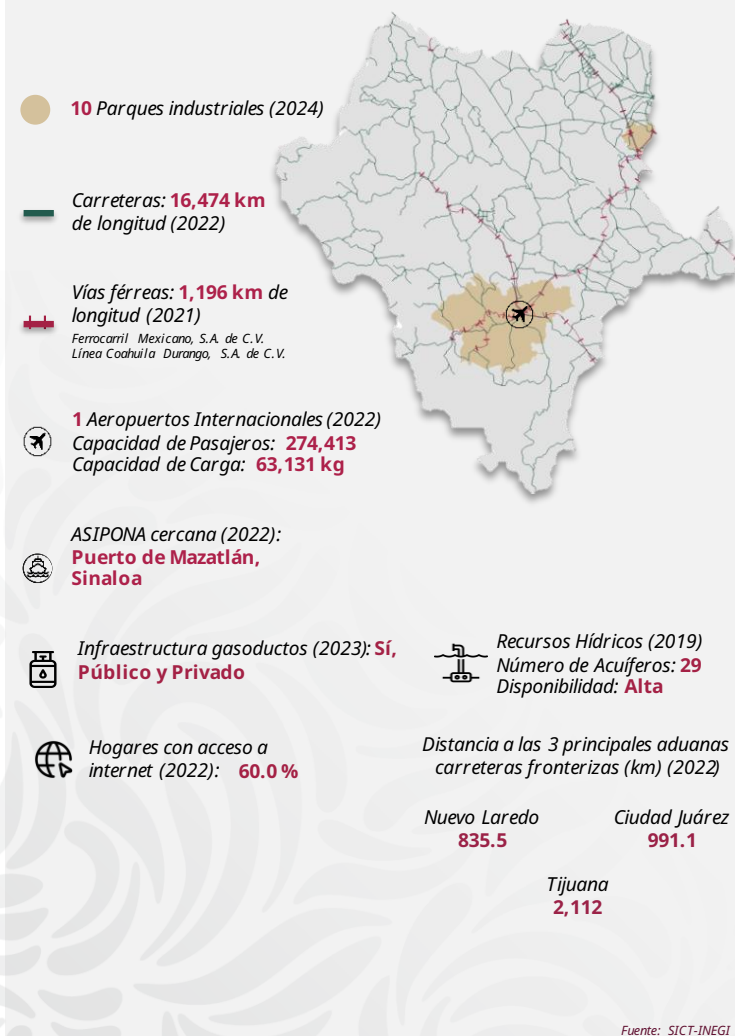 10 Parques industriales (2024)
Carreteras: 16,474 km
de longitud (2022)
Vías férreas: 1,196 km de
longitud (2021)
Ferrocarril Mexicano, S.A. de C.V.
Línea Coahuila Durango, S.A. de C.V.
1 Aeropuertos Internacionales (2022)
Capacidad de Pasajeros: 274,413
Capacidad de Carga: 63,131 kg
ASIPONA cercana (2022):
Puerto de Mazatlán,
Sinaloa
Infraestructura gasoductos (2023): Sí,
Público y Privado
Recursos Hídricos (2019)
Número de Acuíferos: 29
Disponibilidad: Alta
Hogares con acceso a
internet (2022): 60.0 %
Distancia a las 3 principales aduanas
carreteras fronterizas (km) (2022)
Nuevo Laredo
835.5
Ciudad Juárez
991.1
Tijuana
2,112
Fuente: SICT-INEGI